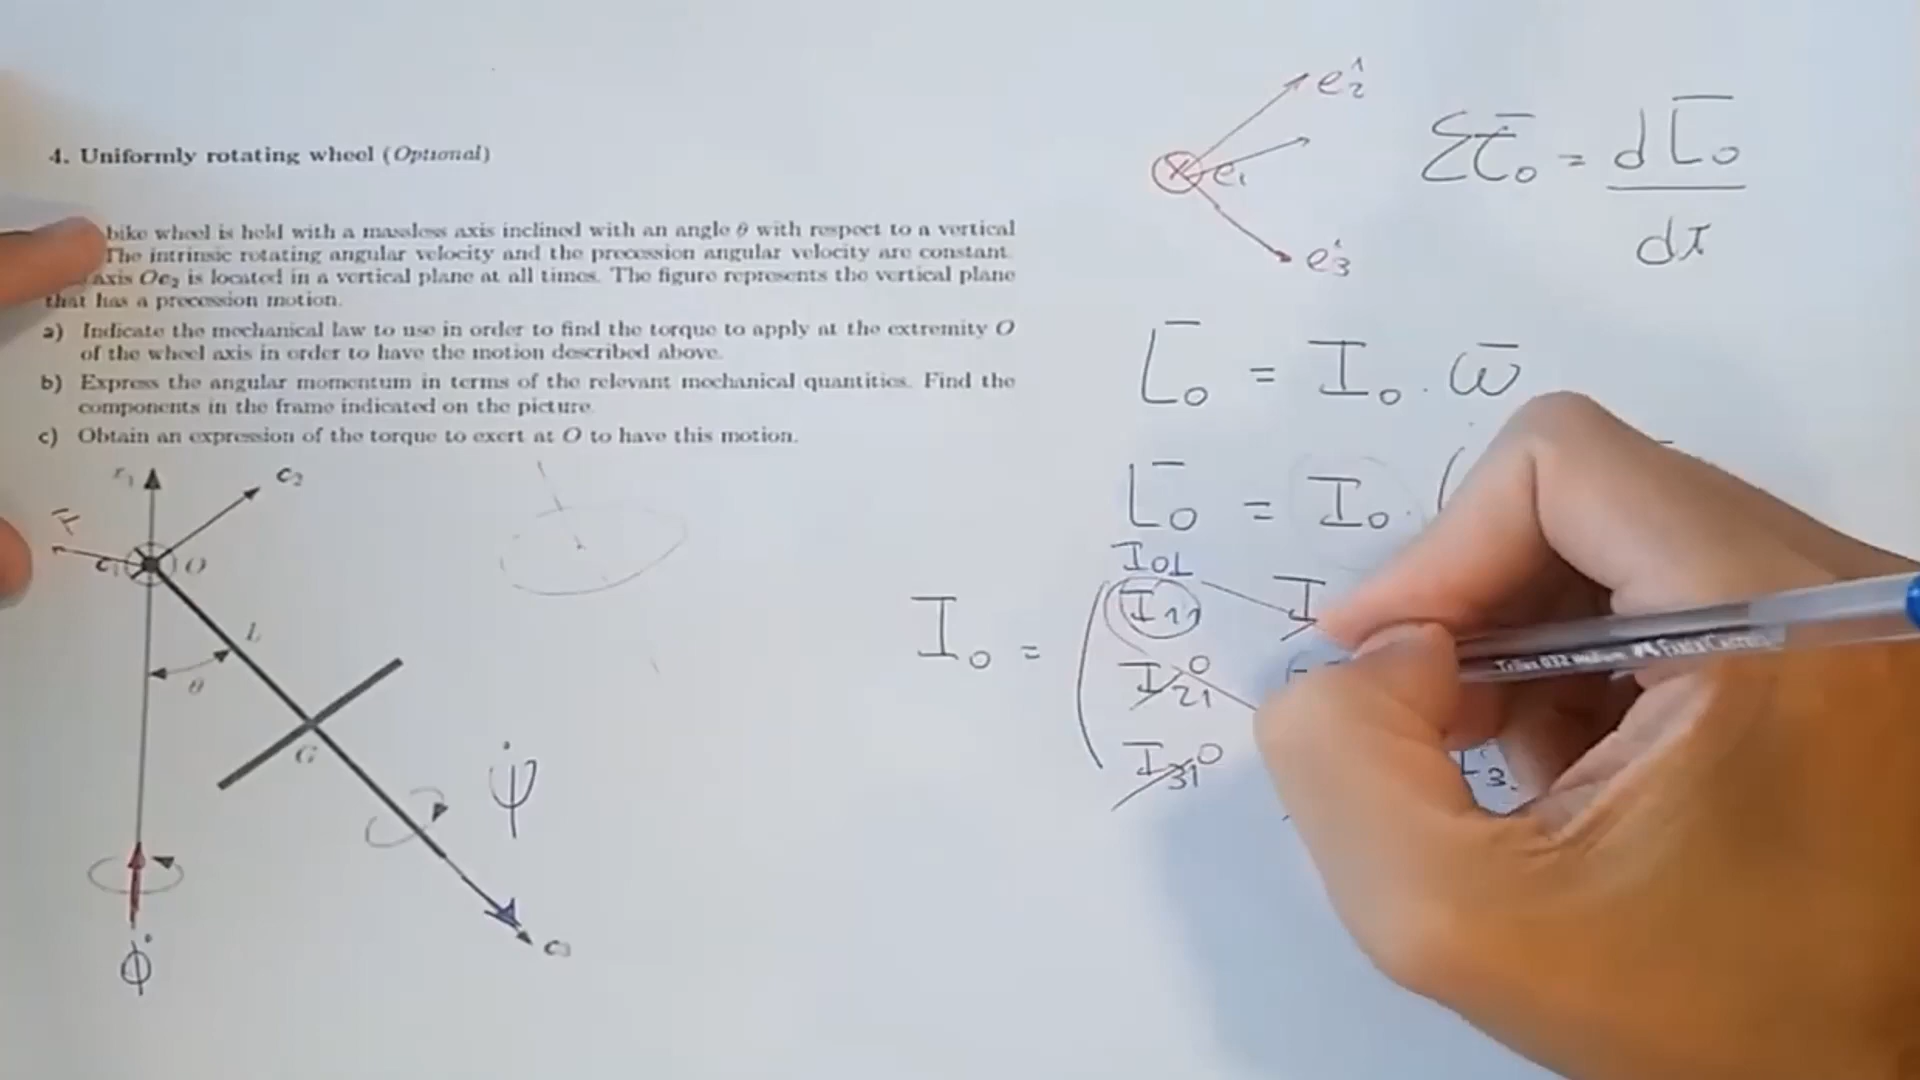 4. Uniformly rotating wheel (Optional)
bike wheel is held with a massless axis inclined with an angle θ with respect to a vertical
The intrinsic rotating angular velocity and the precession angular velocity are constant.
axis Oe₂ is located in a vertical plane at all times. The figure represents the vertical plane
that has a precession motion.
a) Indicate the mechanical law to use in order to find the torque to apply at the extremity O
of the wheel axis in order to have the motion described above.
b) Express the angular momentum in terms of the relevant mechanical quantities. Find the
components in the frame indicated on the picture.
c) Obtain an expression of the torque to exert at O to have this motion.
e₂
e₁
O
L
θ
G
ψ̇
e₃
ϕ̇
ê₂
e₁
ê₃
Στ̄₀ = dL̄₀/dt
L̄₀ = I₀ · ω̄
L̄₀ = I₀ · (
I₀⊥
I₀ = ( I₁₁ I
I₂₁ 0
I₃₁ 0
Trilux 032 medium FABER-CASTELL